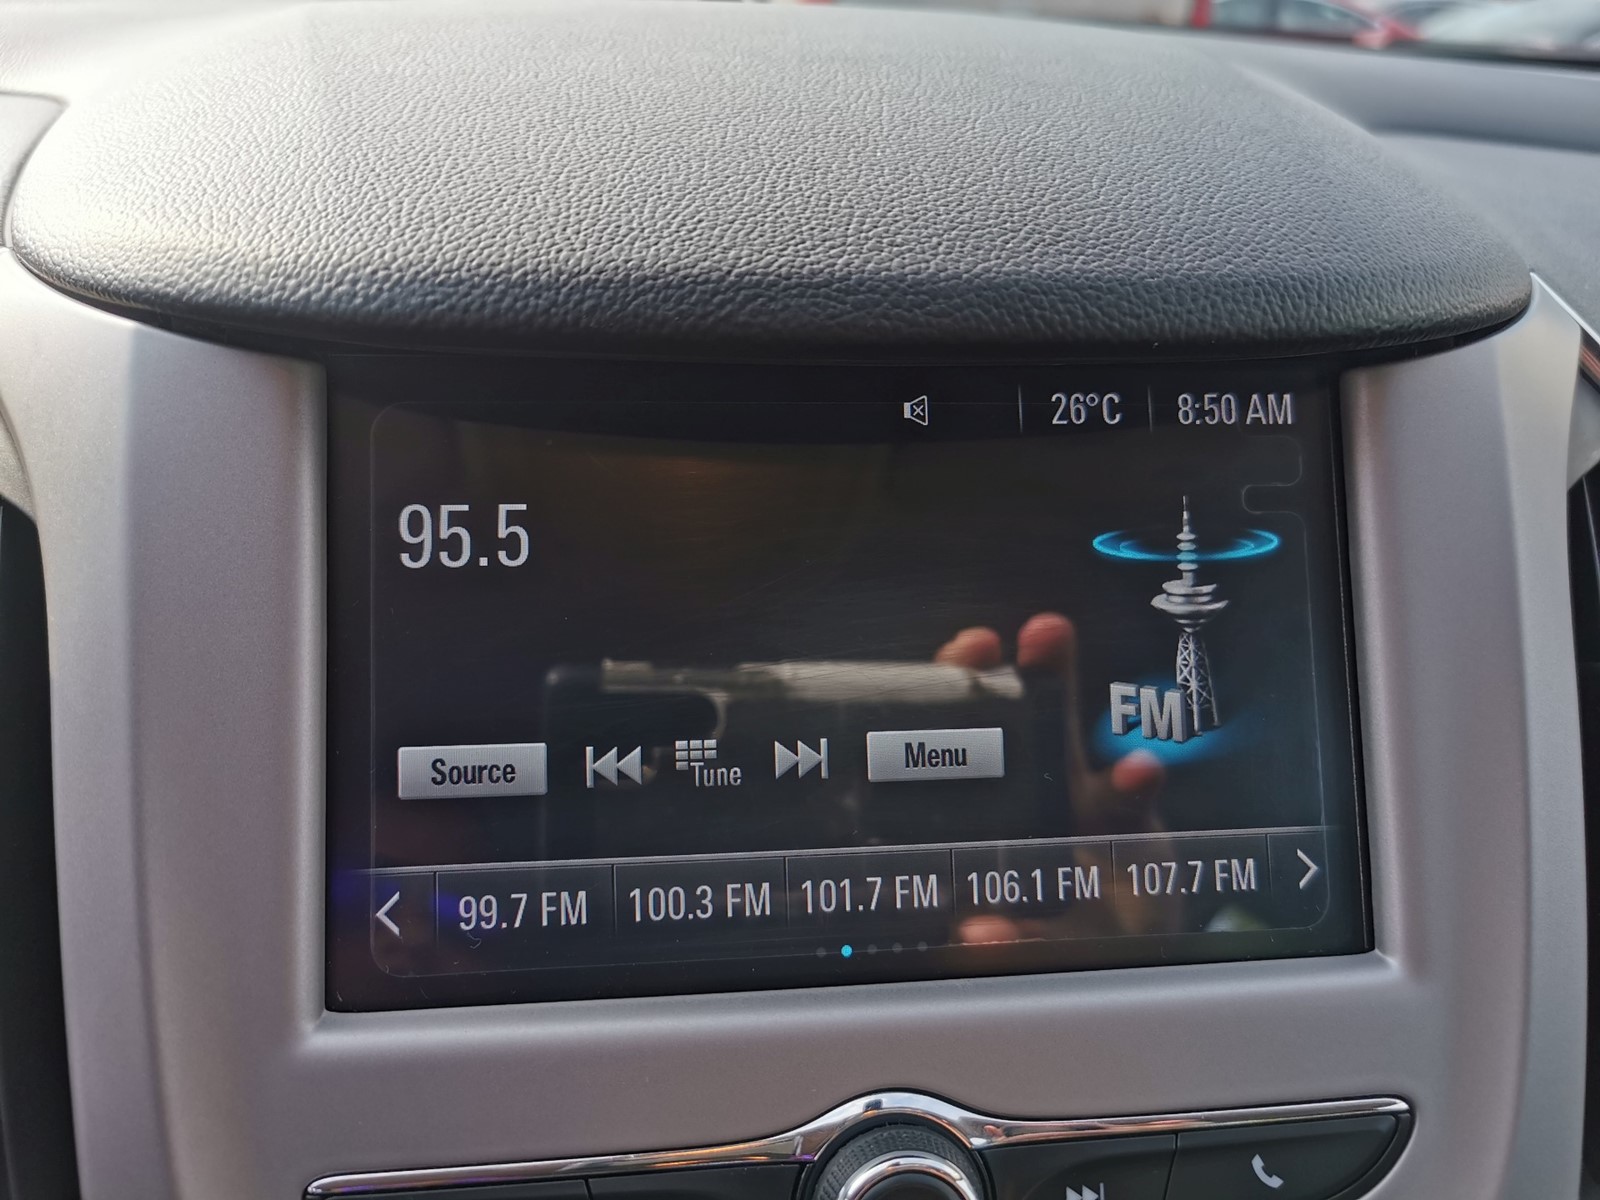 26°C 8:50 AM
95.5
FM
Source Tune Menu
99.7 FM 100.3 FM 101.7 FM 106.1 FM 107.7 FM